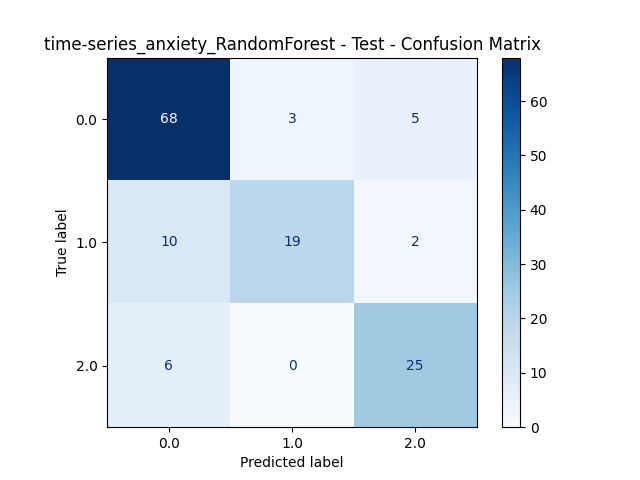 time-series_anxiety_RandomForest - Test - Confusion Matrix
0.0 68 3 5
1.0 10 19 2
2.0 6 0 25
0.0 1.0 2.0
Predicted label
True label
60
50
40
30
20
10
0